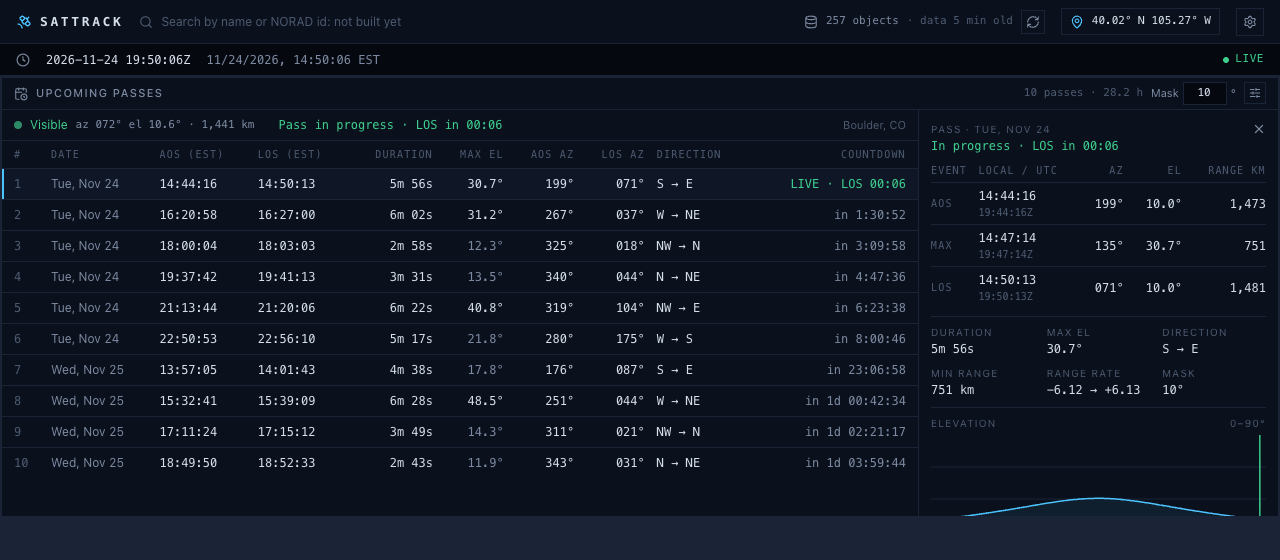 SATTRACK Search by name or NORAD id: not built yet 257 objects · data 5 min old 40.02° N 105.27° W
2026-11-24 19:50:06Z 11/24/2026, 14:50:06 EST LIVE
UPCOMING PASSES 10 passes · 28.2 h Mask 10 °
Visible az 072° el 10.6° · 1,441 km Pass in progress · LOS in 00:06 Boulder, CO
# DATE AOS (EST) LOS (EST) DURATION MAX EL AOS AZ LOS AZ DIRECTION COUNTDOWN
1 Tue, Nov 24 14:44:16 14:50:13 5m 56s 30.7° 199° 071° S → E LIVE · LOS 00:06
2 Tue, Nov 24 16:20:58 16:27:00 6m 02s 31.2° 267° 037° W → NE in 1:30:52
3 Tue, Nov 24 18:00:04 18:03:03 2m 58s 12.3° 325° 018° NW → N in 3:09:58
4 Tue, Nov 24 19:37:42 19:41:13 3m 31s 13.5° 340° 044° N → NE in 4:47:36
5 Tue, Nov 24 21:13:44 21:20:06 6m 22s 40.8° 319° 104° NW → E in 6:23:38
6 Tue, Nov 24 22:50:53 22:56:10 5m 17s 21.8° 280° 175° W → S in 8:00:46
7 Wed, Nov 25 13:57:05 14:01:43 4m 38s 17.8° 176° 087° S → E in 23:06:58
8 Wed, Nov 25 15:32:41 15:39:09 6m 28s 48.5° 251° 044° W → NE in 1d 00:42:34
9 Wed, Nov 25 17:11:24 17:15:12 3m 49s 14.3° 311° 021° NW → N in 1d 02:21:17
10 Wed, Nov 25 18:49:50 18:52:33 2m 43s 11.9° 343° 031° N → NE in 1d 03:59:44
PASS · TUE, NOV 24
In progress · LOS in 00:06
EVENT LOCAL / UTC AZ EL RANGE KM
AOS 14:44:16 199° 10.0° 1,473
19:44:16Z
MAX 14:47:14 135° 30.7° 751
19:47:14Z
LOS 14:50:13 071° 10.0° 1,481
19:50:13Z
DURATION MAX EL DIRECTION
5m 56s 30.7° S → E
MIN RANGE RANGE RATE MASK
751 km −6.12 → +6.13 10°
ELEVATION 0–90°